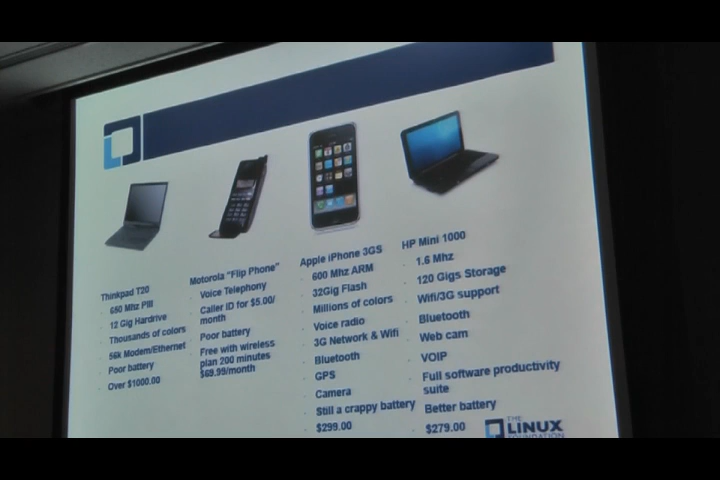 Thinkpad T20
650 Mhz PIII
12 Gig Hardrive
Thousands of colors
56k Modem/Ethernet
Poor battery
Over $1000.00
Motorola "Flip Phone"
Voice Telephony
Caller ID for $5.00/
month
Poor battery
Free with wireless
plan 200 minutes
$69.99/month
Apple iPhone 3GS
600 Mhz ARM
32Gig Flash
Millions of colors
Voice radio
3G Network & Wifi
Bluetooth
GPS
Camera
Still a crappy battery
$299.00
HP Mini 1000
1.6 Mhz
120 Gigs Storage
Wifi/3G support
Bluetooth
Web cam
VOIP
Full software productivity
suite
Better battery
$279.00
THE
LINUX
FOUNDATION